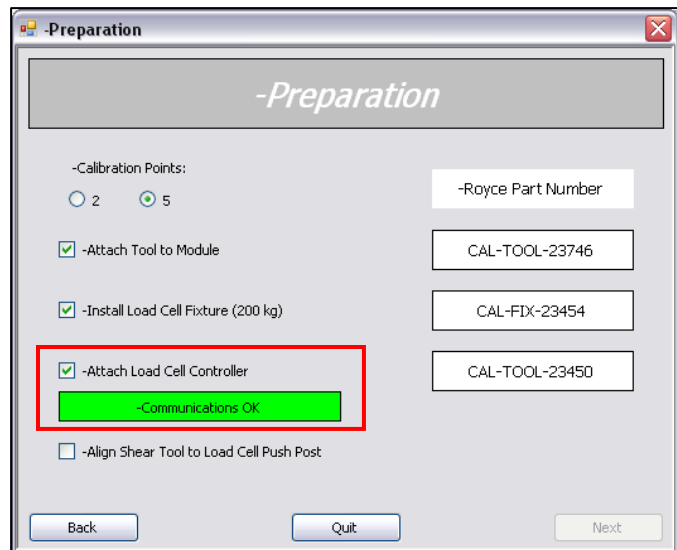 -Preparation
-Preparation
-Calibration Points:
2 5
-Royce Part Number
-Attach Tool to Module
CAL-TOOL-23746
-Install Load Cell Fixture (200 kg)
CAL-FIX-23454
-Attach Load Cell Controller
CAL-TOOL-23450
-Communications OK
-Align Shear Tool to Load Cell Push Post
Back Quit Next